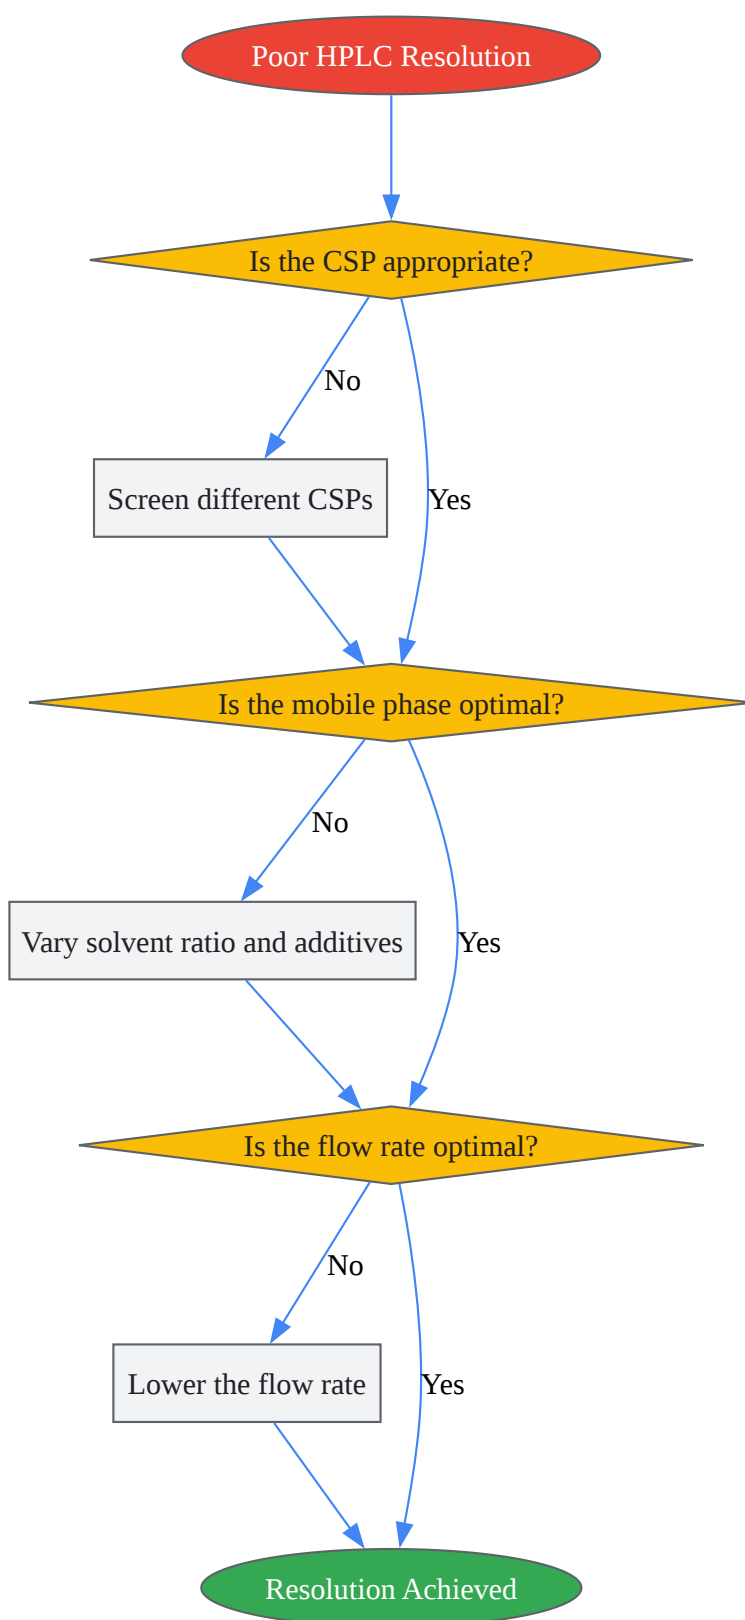 Poor HPLC Resolution
Is the CSP appropriate?
No
Screen different CSPs
Yes
Is the mobile phase optimal?
No
Vary solvent ratio and additives
Yes
Is the flow rate optimal?
No
Lower the flow rate
Yes
Resolution Achieved